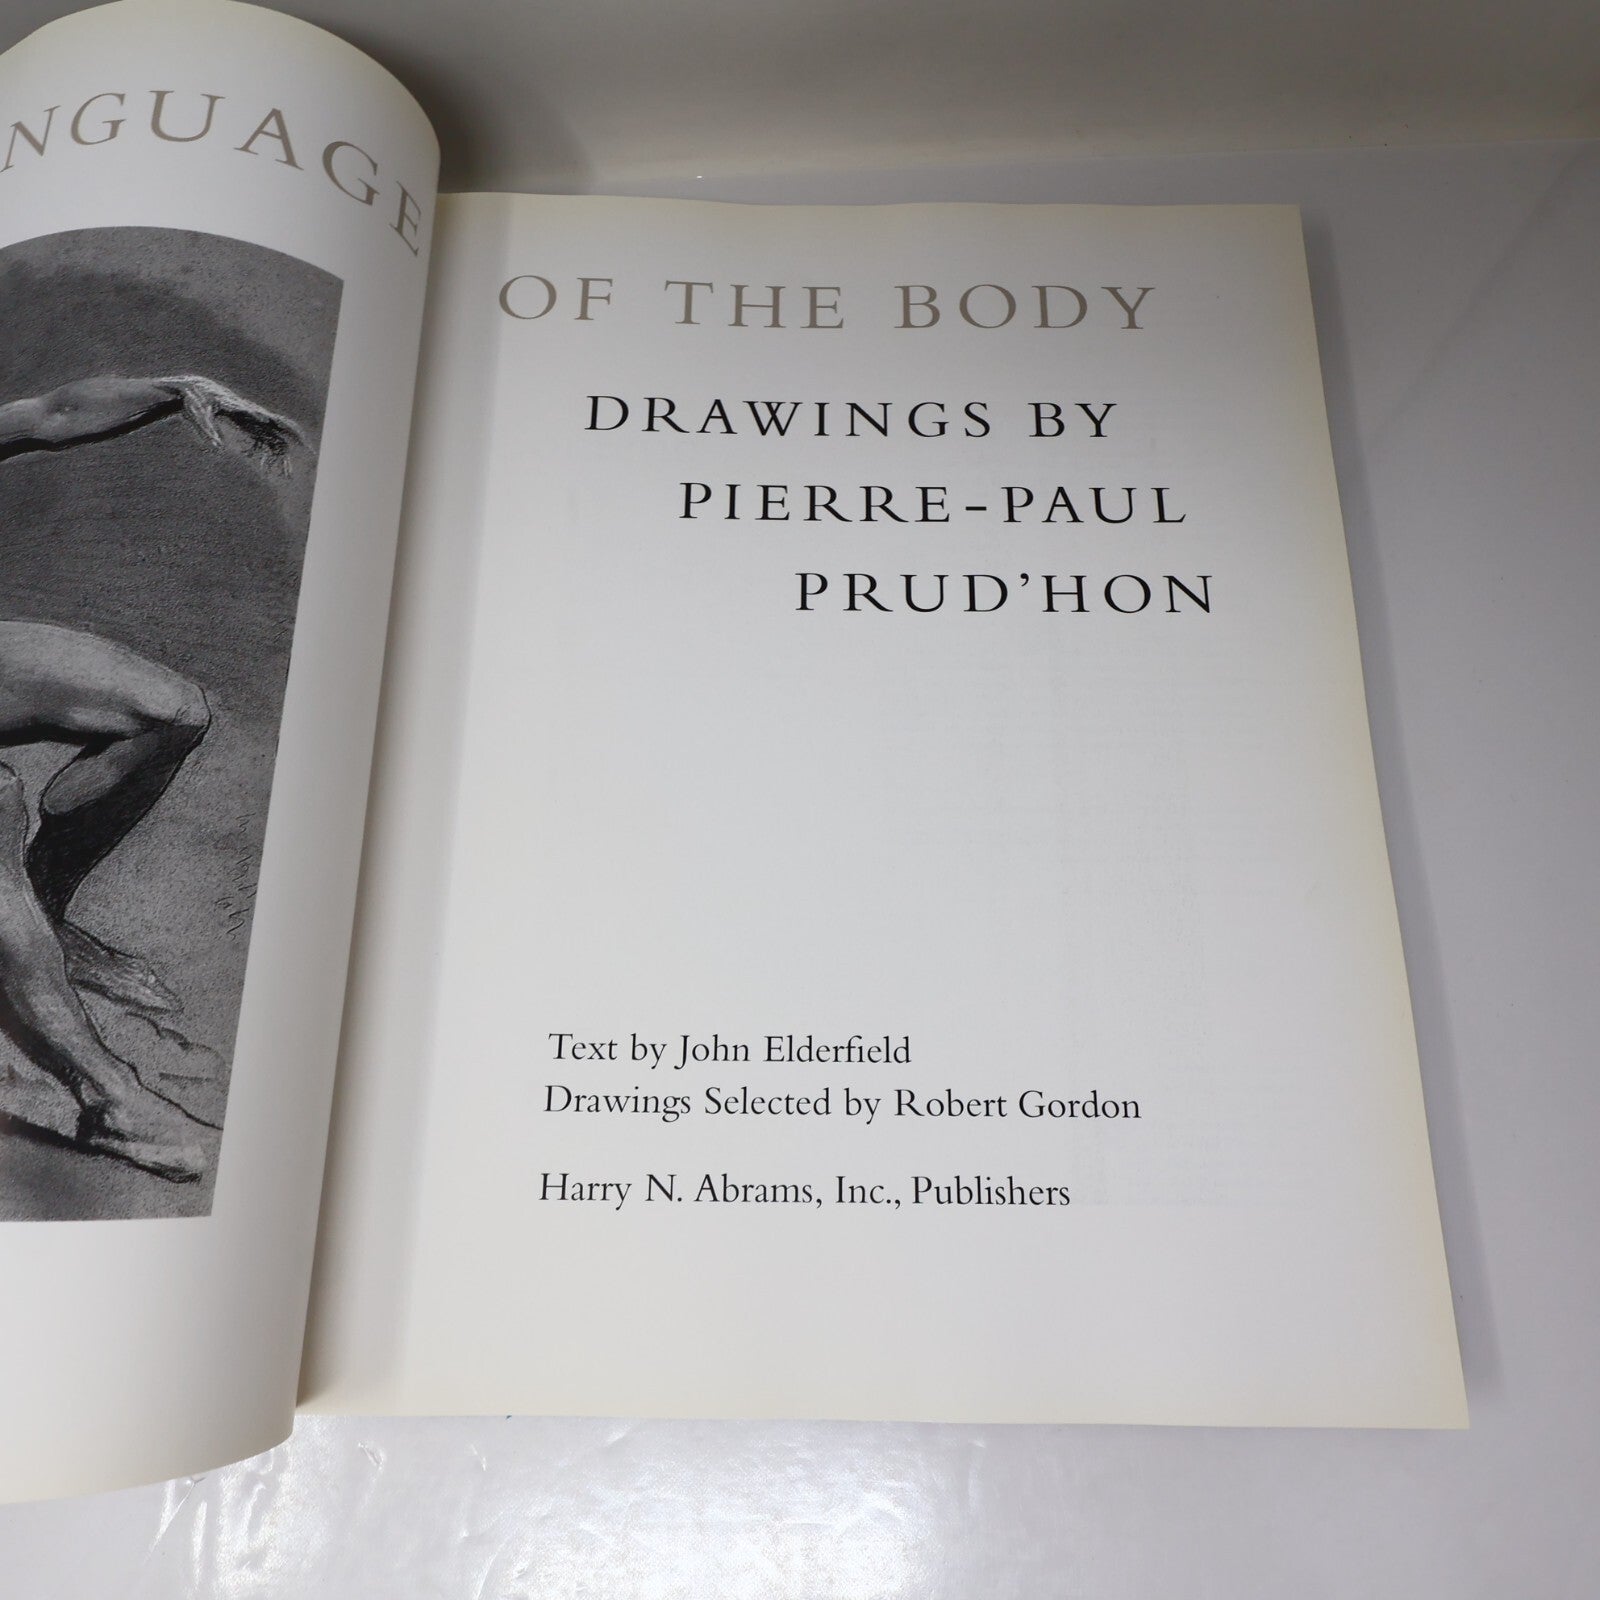 NGUAGE
OF THE BODY
DRAWINGS BY
PIERRE-PAUL
PRUD'HON
Text by John Elderfield
Drawings Selected by Robert Gordon
Harry N. Abrams, Inc., Publishers